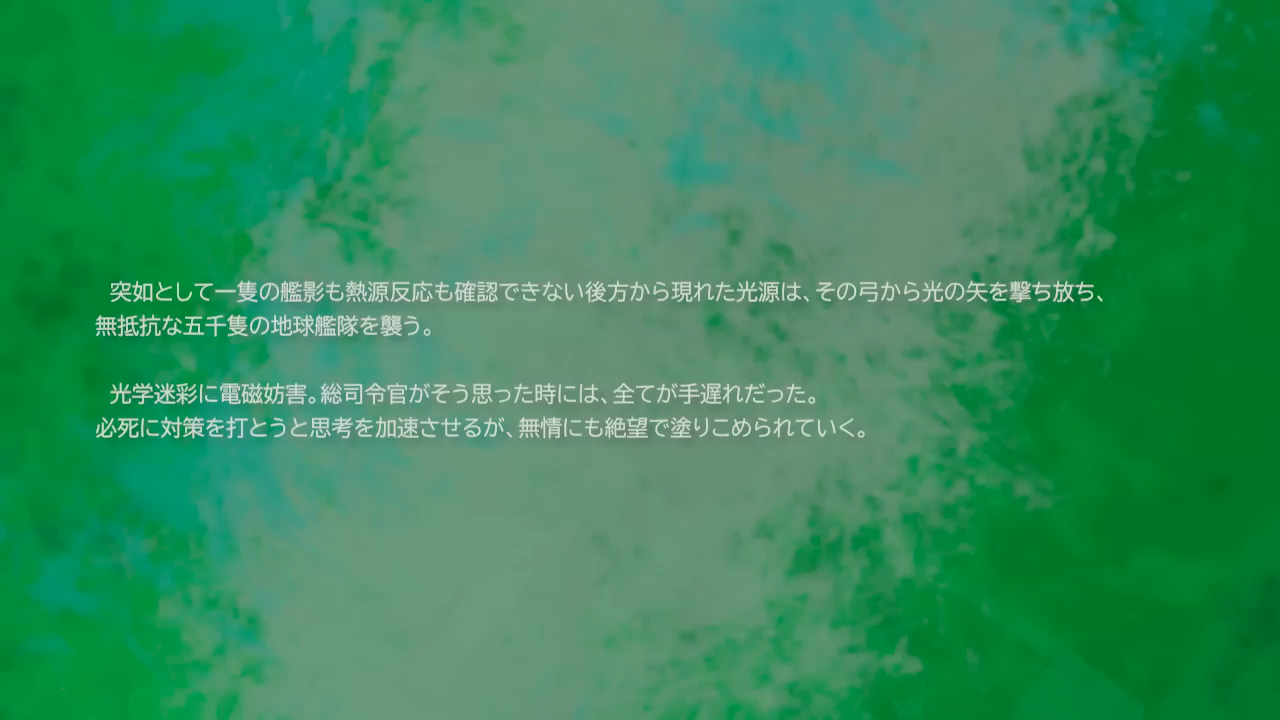 突如として一隻の艦影も熱源反応も確認できない後方から現れた光源は、その弓から光の矢を撃ち放ち、
無抵抗な五千隻の地球艦隊を襲う。
光学迷彩に電磁妨害。総司令官がそう思った時には、全てが手遅れだった。
必死に対策を打とうと思考を加速させるが、無情にも絶望で塗りこめられていく。